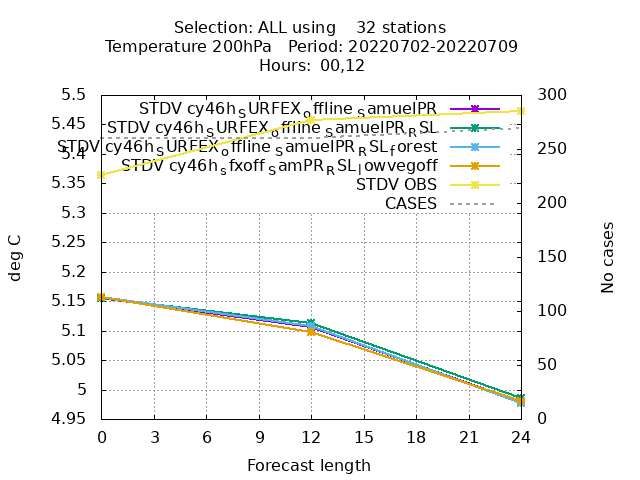 Selection: ALL using    32 stations
Temperature 200hPa   Period: 20220702-20220709
Hours: 00,12
5.5
5.45
5.4
5.35
5.3
5.25
5.2
5.15
5.1
5.05
5
4.95
deg C
STDV cy46h_SURFEX_offline_SamuelPR
STDV cy46h_SURFEX_offline_SamuelPR_RSL
STDV cy46h_SURFEX_offline_SamuelPR_RSL_forest
STDV cy46h_sfxoff_SamPR_RSL_lowvegoff
STDV OBS
CASES
300
250
200
150
100
50
0
No cases
0 3 6 9 12 15 18 21 24
Forecast length